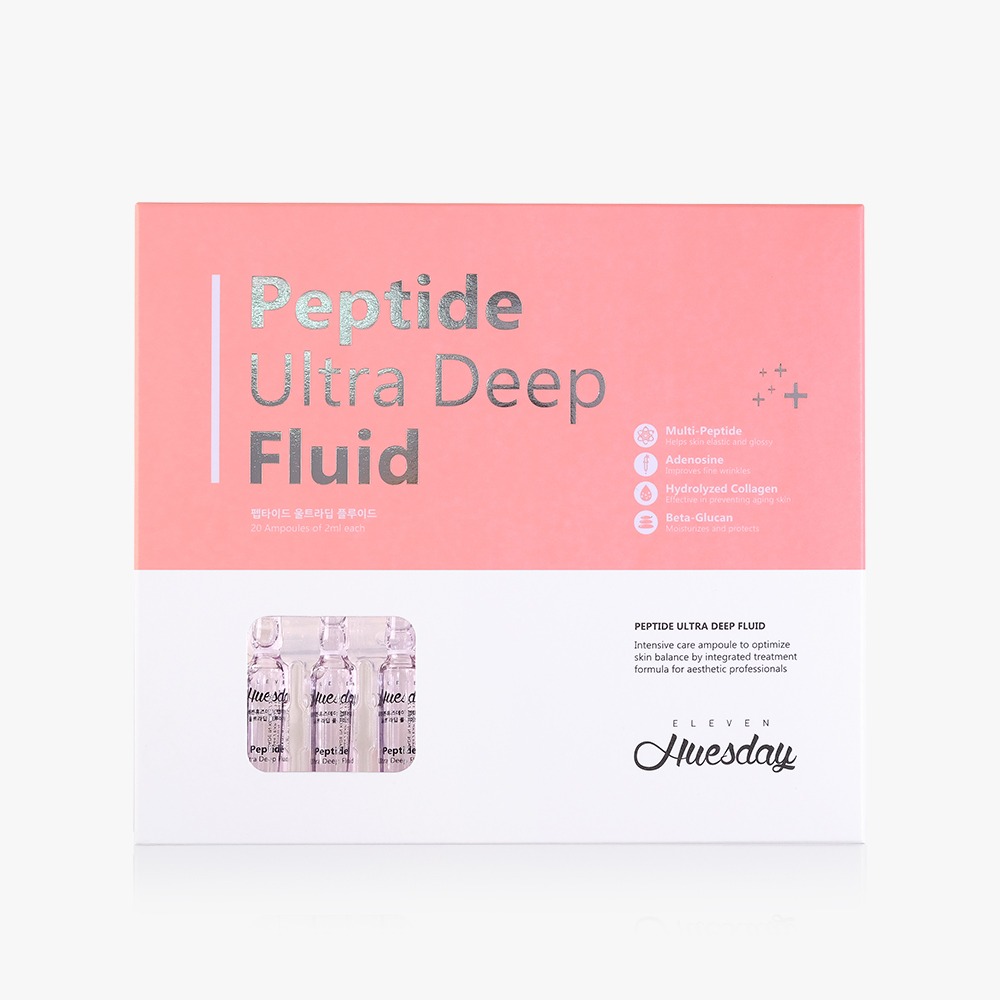 Peptide
Ultra Deep
Fluid
펩타이드 울트라딥 플루이드
20 Ampoules of 2ml each
Multi-Peptide
Helps skin elastic and glossy
Adenosine
Improves fine wrinkles
Hydrolyzed Collagen
Effective in preventing aging skin
Beta-Glucan
Moisturizes and protects
PEPTIDE ULTRA DEEP FLUID
Intensive care ampoule to optimize
skin balance by integrated treatment
formula for aesthetic professionals
ELEVEN
Huesday
Huesday
Peptide
Ultra Deep Fluid